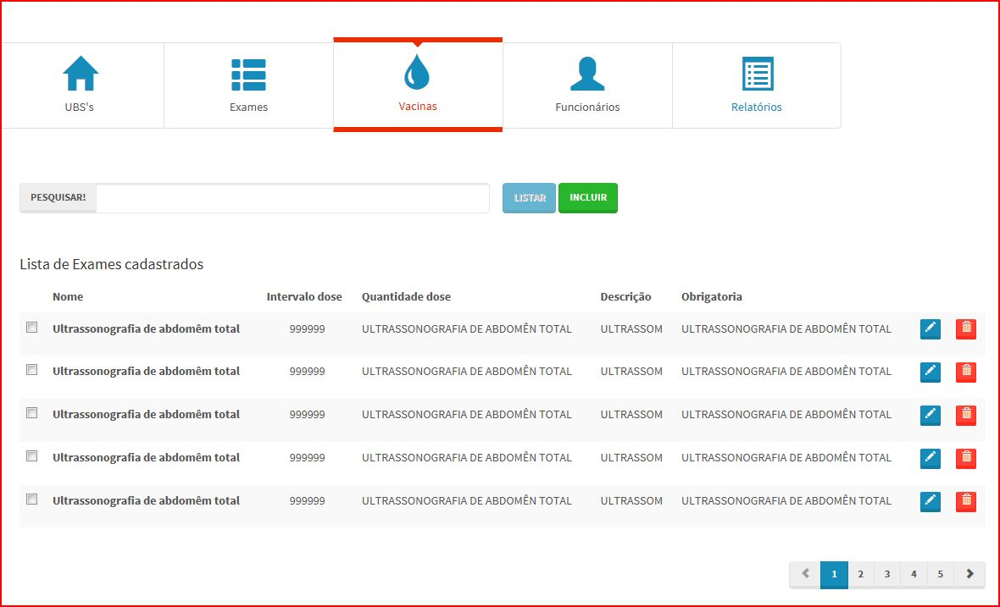 UBS's Exames Vacinas Funcionários Relatórios
PESQUISAR! LISTAR INCLUIR
Lista de Exames cadastrados
Nome Intervalo dose Quantidade dose Descrição Obrigatoria
Ultrassonografia de abdomêm total 999999 ULTRASSONOGRAFIA DE ABDOMÊN TOTAL ULTRASSOM ULTRASSONOGRAFIA DE ABDOMÊN TOTAL
Ultrassonografia de abdomêm total 999999 ULTRASSONOGRAFIA DE ABDOMÊN TOTAL ULTRASSOM ULTRASSONOGRAFIA DE ABDOMÊN TOTAL
Ultrassonografia de abdomêm total 999999 ULTRASSONOGRAFIA DE ABDOMÊN TOTAL ULTRASSOM ULTRASSONOGRAFIA DE ABDOMÊN TOTAL
Ultrassonografia de abdomêm total 999999 ULTRASSONOGRAFIA DE ABDOMÊN TOTAL ULTRASSOM ULTRASSONOGRAFIA DE ABDOMÊN TOTAL
Ultrassonografia de abdomêm total 999999 ULTRASSONOGRAFIA DE ABDOMÊN TOTAL ULTRASSOM ULTRASSONOGRAFIA DE ABDOMÊN TOTAL
1 2 3 4 5